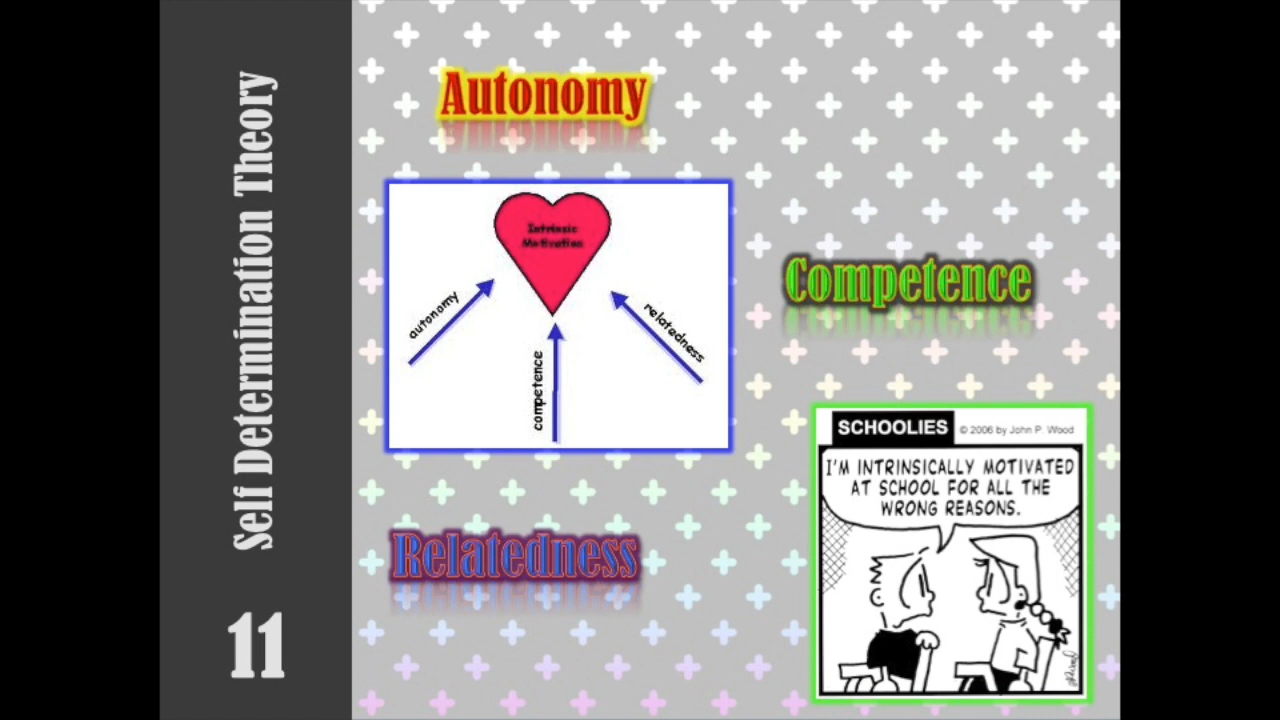 Self Determination Theory
11
Autonomy
Intrinsic
Motivation
autonomy
competence
relatedness
Competence
Relatedness
SCHOOLIES © 2006 by John P. Wood
I'M INTRINSICALLY MOTIVATED
AT SCHOOL FOR ALL THE
WRONG REASONS.